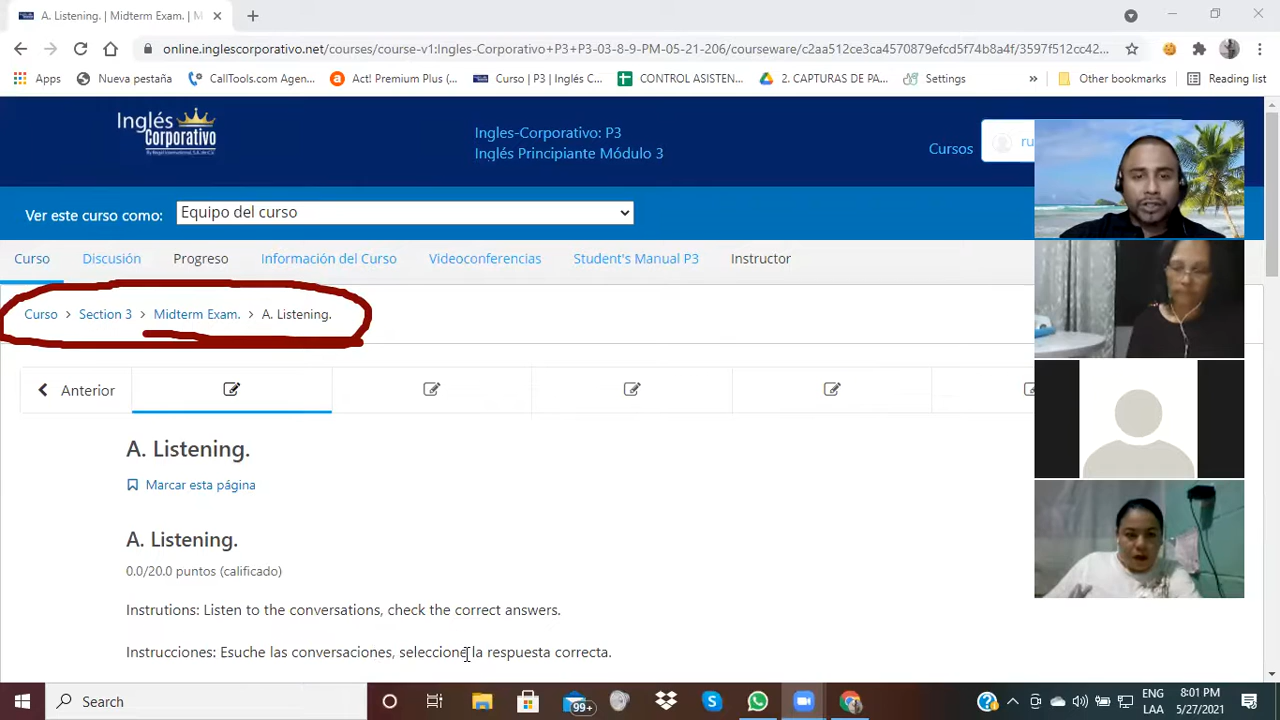 A. Listening. | Midterm Exam. | M
online.inglescorporativo.net/courses/course-v1:Ingles-Corporativo+P3+P3-03-8-9-PM-05-21-206/courseware/c2aa512ce3ca4570879efcd5f74b8a4f/3597f512cc42...
Apps Nueva pestaña CallTools.com Agen... Act! Premium Plus (... Curso | P3 | Inglés C... CONTROL ASISTEN... 2. CAPTURAS DE PA... Settings » Other bookmarks Reading list
Inglés
Corporativo
Ingles-Corporativo: P3
Inglés Principiante Módulo 3
Cursos
ru
Ver este curso como: Equipo del curso
Curso Discusión Progreso Información del Curso Videoconferencias Student's Manual P3 Instructor
Curso > Section 3 > Midterm Exam. > A. Listening.
Anterior
A. Listening.
Marcar esta página
A. Listening.
0.0/20.0 puntos (calificado)
Instrutions: Listen to the conversations, check the correct answers.
Instrucciones: Esuche las conversaciones, seleccione la respuesta correcta.
Search
99+
ENG
LAA
8:01 PM
5/27/2021